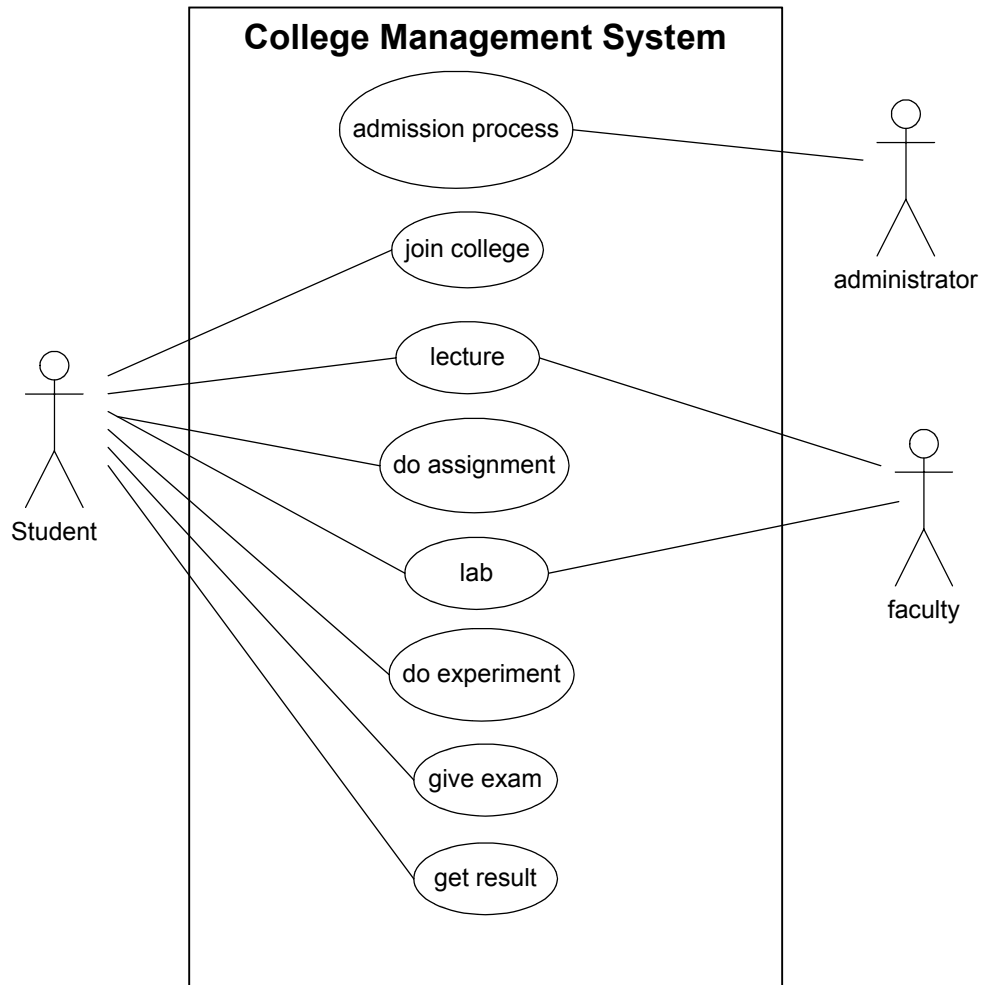 College Management System
admission process
administrator
join college
lecture
do assignment
Student
lab
faculty
do experiment
give exam
get result